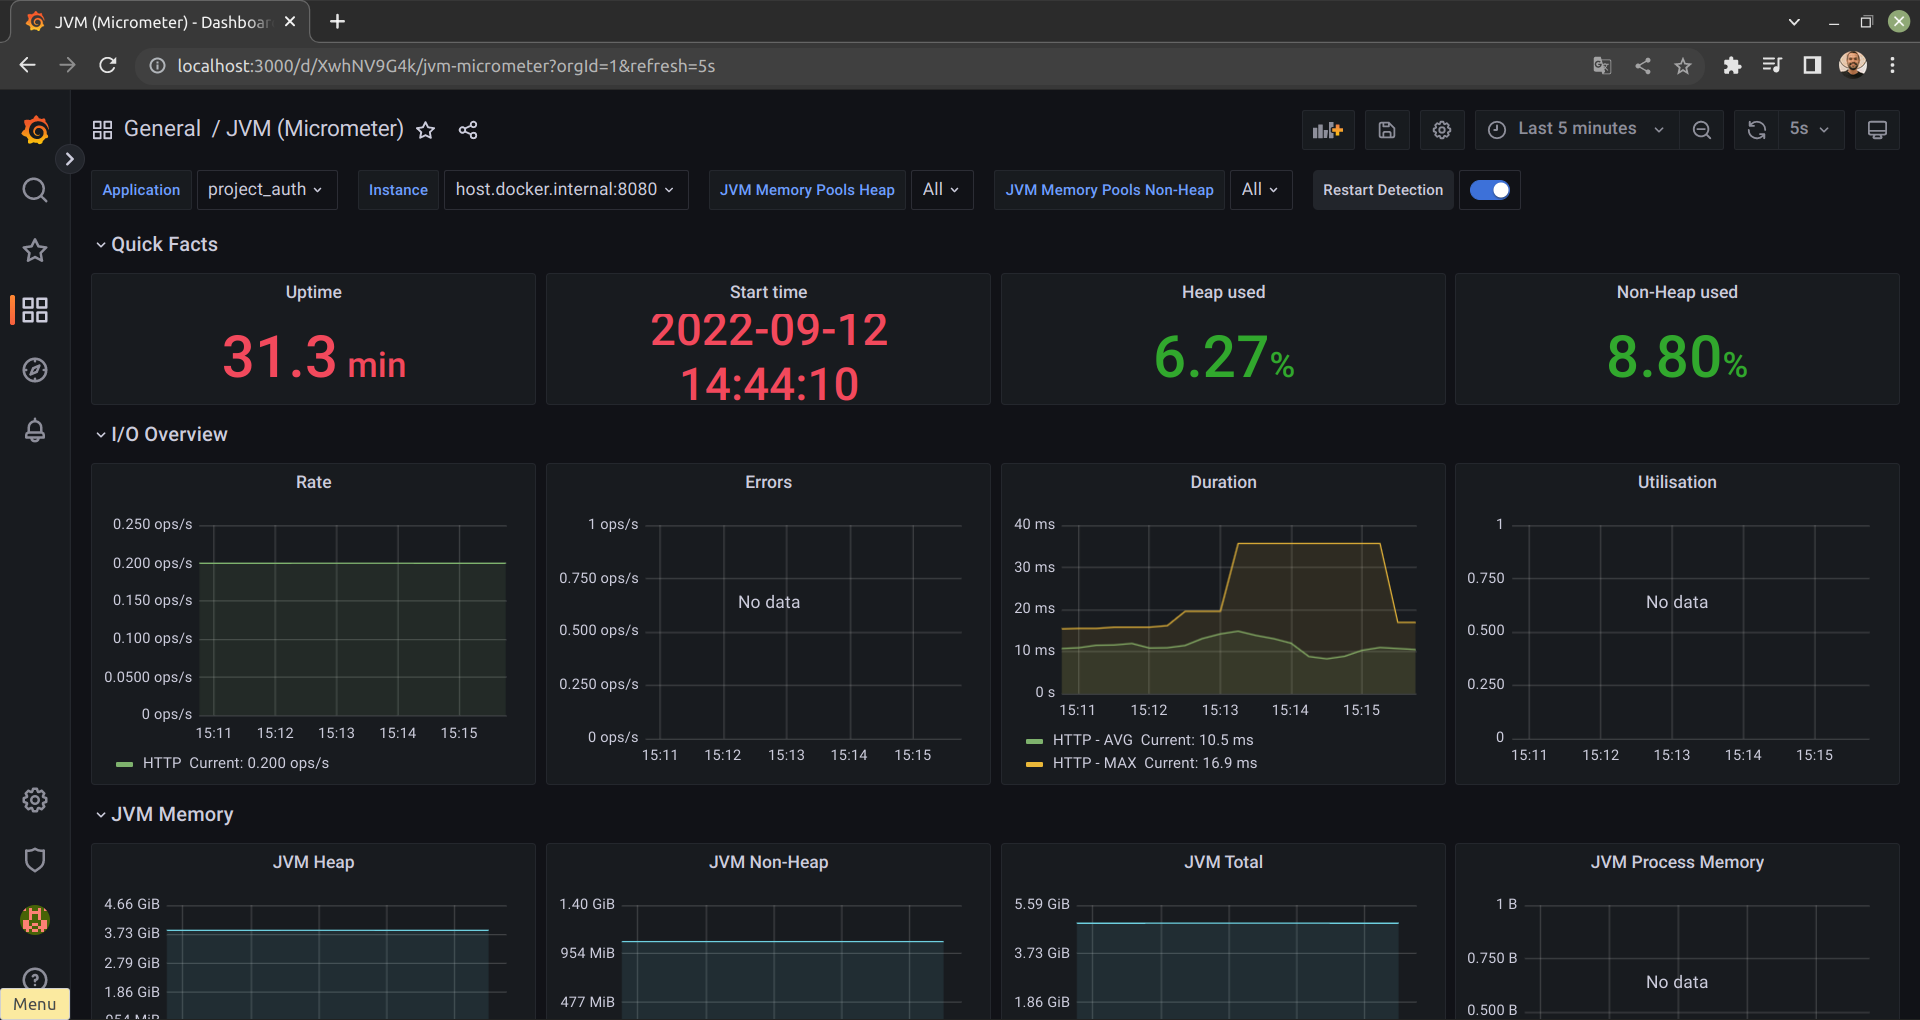 JVM (Micrometer) - Dashboar
localhost:3000/d/XwhNV9G4k/jvm-micrometer?orgId=1&refresh=5s
General / JVM (Micrometer)
Last 5 minutes
5s
Application project_auth
Instance host.docker.internal:8080
JVM Memory Pools Heap All
JVM Memory Pools Non-Heap All
Restart Detection
Quick Facts
Uptime
31.3 min
Start time
2022-09-12
14:44:10
Heap used
6.27%
Non-Heap used
8.80%
I/O Overview
Rate
0.250 ops/s
0.200 ops/s
0.150 ops/s
0.100 ops/s
0.0500 ops/s
0 ops/s
15:11 15:12 15:13 15:14 15:15
HTTP Current: 0.200 ops/s
Errors
1 ops/s
0.750 ops/s
No data
0.500 ops/s
0.250 ops/s
0 ops/s
15:11 15:12 15:13 15:14 15:15
Duration
40 ms
30 ms
20 ms
10 ms
0 s
15:11 15:12 15:13 15:14 15:15
HTTP - AVG Current: 10.5 ms
HTTP - MAX Current: 16.9 ms
Utilisation
1
0.750
No data
0.500
0.250
0
15:11 15:12 15:13 15:14 15:15
JVM Memory
JVM Heap
4.66 GiB
3.73 GiB
2.79 GiB
1.86 GiB
954 MiB
JVM Non-Heap
1.40 GiB
954 MiB
477 MiB
JVM Total
5.59 GiB
3.73 GiB
1.86 GiB
JVM Process Memory
1 B
0.750 B
No data
0.500 B
Menu